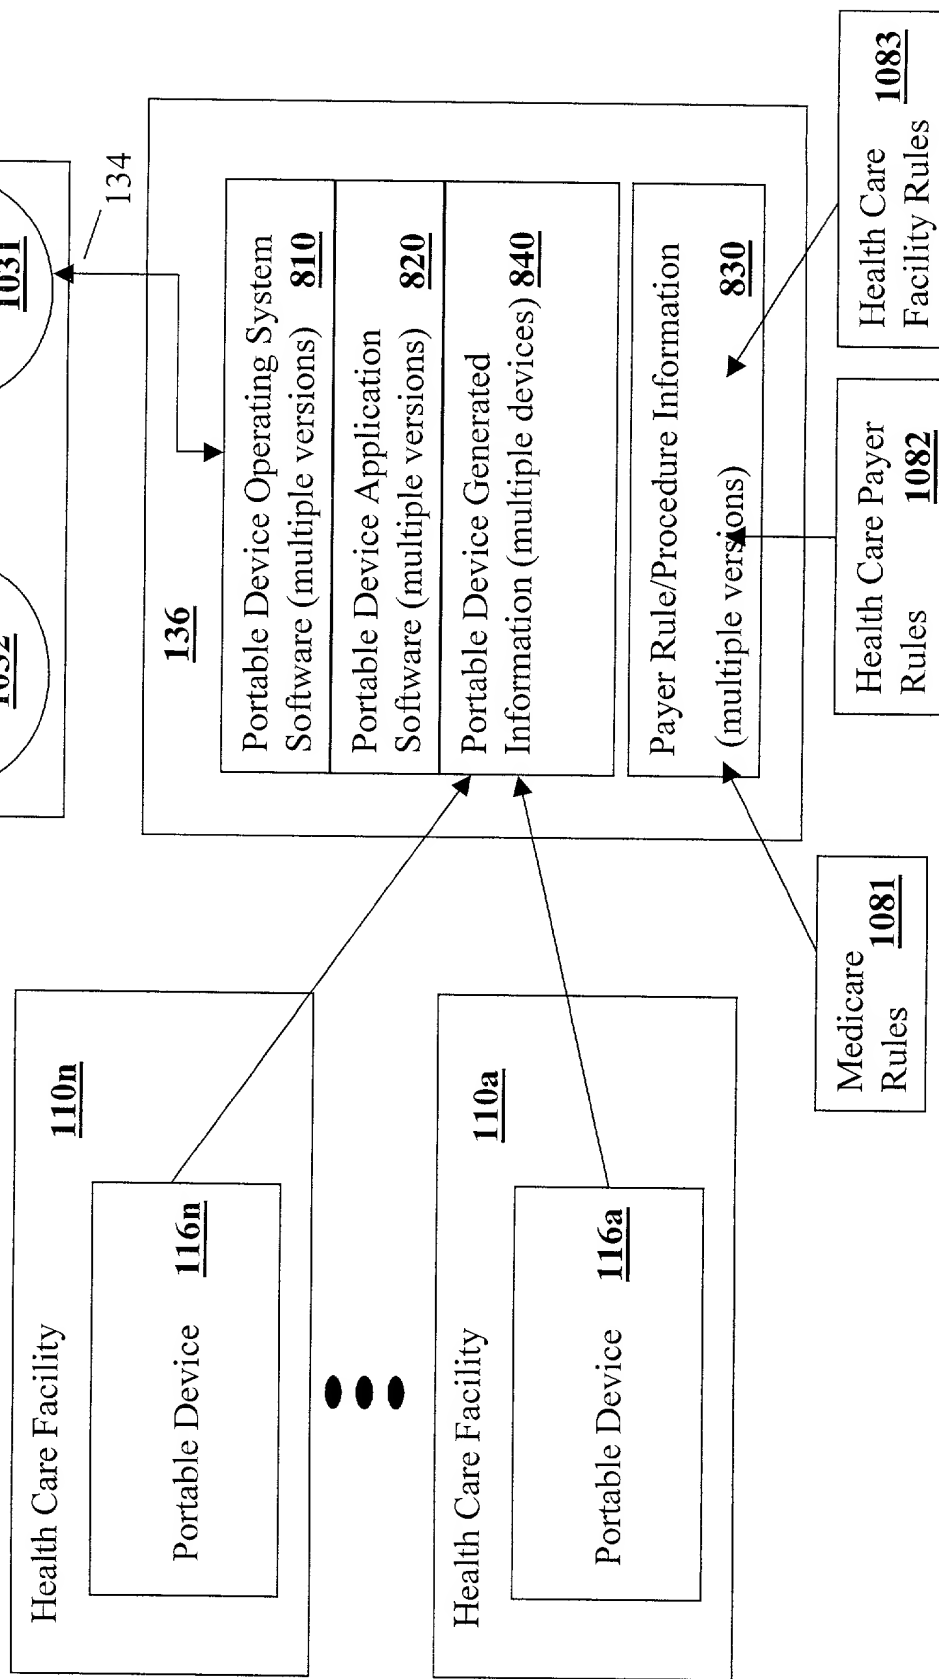 Health Care Facility
110n
Portable Device
116n
Health Care Facility
110a
Portable Device
116a
1031
134
136
Portable Device Operating System
Software (multiple versions) 810
Portable Device Application
Software (multiple versions) 820
Portable Device Generated
Information (multiple devices) 840
Payer Rule/Procedure Information
(multiple versions) 830
Medicare
Rules 1081
Health Care Payer
Rules 1082
Health Care 1083
Facility Rules